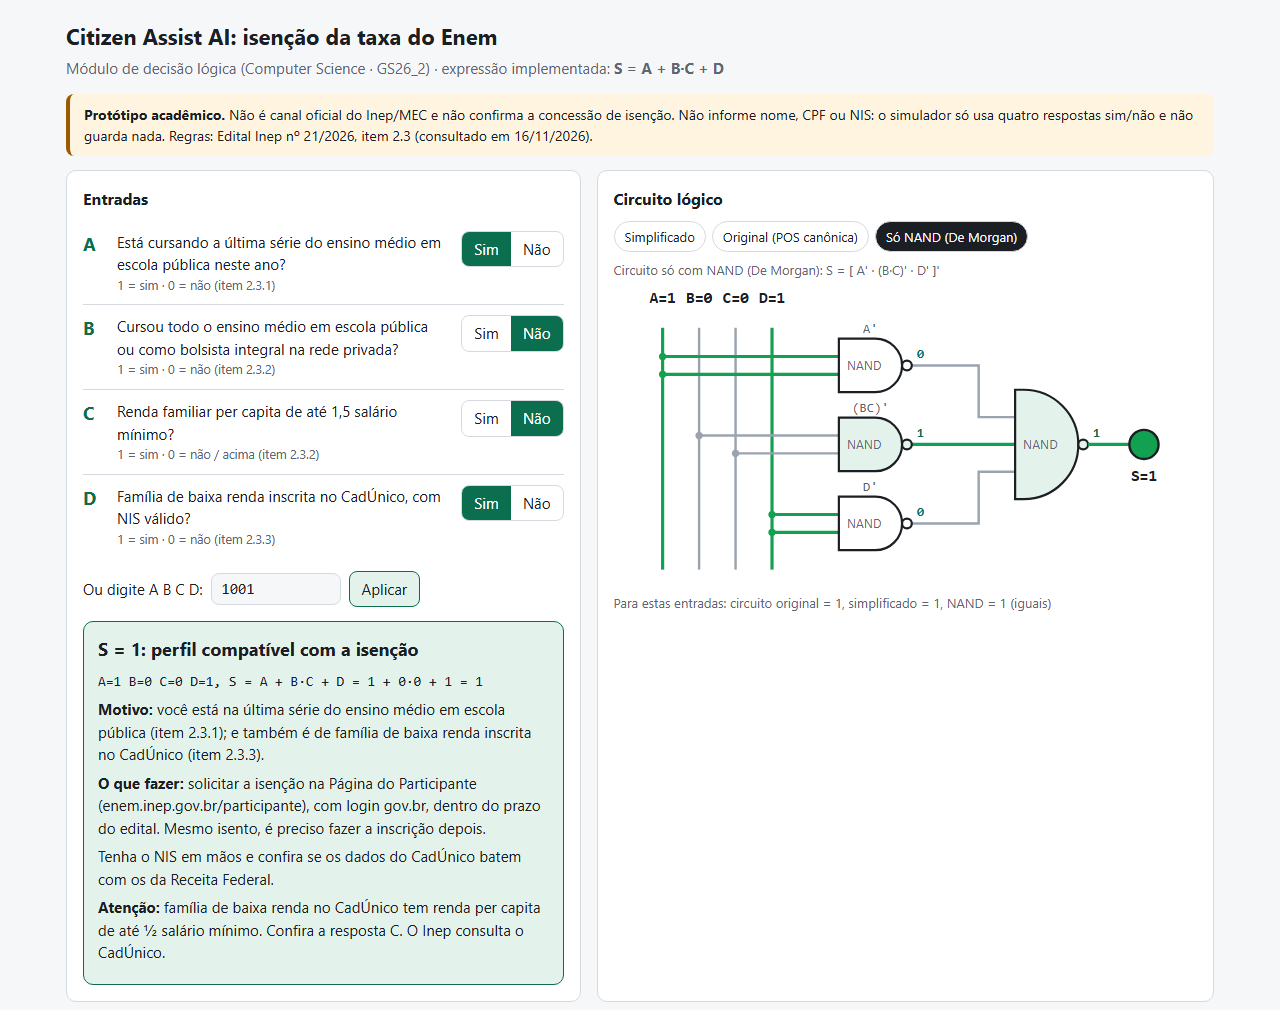 Citizen Assist AI: isenção da taxa do Enem
Módulo de decisão lógica (Computer Science · GS26_2) · expressão implementada: S = A + B·C + D
Protótipo acadêmico. Não é canal oficial do Inep/MEC e não confirma a concessão de isenção. Não informe nome, CPF ou NIS: o simulador só usa quatro respostas sim/não e não
guarda nada. Regras: Edital Inep nº 21/2026, item 2.3 (consultado em 16/11/2026).
Entradas
A
Está cursando a última série do ensino médio em
escola pública neste ano?
1 = sim · 0 = não (item 2.3.1)
Sim Não
B
Cursou todo o ensino médio em escola pública
ou como bolsista integral na rede privada?
1 = sim · 0 = não (item 2.3.2)
Sim Não
C
Renda familiar per capita de até 1,5 salário
mínimo?
1 = sim · 0 = não / acima (item 2.3.2)
Sim Não
D
Família de baixa renda inscrita no CadÚnico, com
NIS válido?
1 = sim · 0 = não (item 2.3.3)
Sim Não
Ou digite A B C D: 1001 Aplicar
S = 1: perfil compatível com a isenção
A=1 B=0 C=0 D=1, S = A + B·C + D = 1 + 0·0 + 1 = 1
Motivo: você está na última série do ensino médio em escola
pública (item 2.3.1); e também é de família de baixa renda inscrita
no CadÚnico (item 2.3.3).
O que fazer: solicitar a isenção na Página do Participante
(enem.inep.gov.br/participante), com login gov.br, dentro do prazo
do edital. Mesmo isento, é preciso fazer a inscrição depois.
Tenha o NIS em mãos e confira se os dados do CadÚnico batem
com os da Receita Federal.
Atenção: família de baixa renda no CadÚnico tem renda per capita
de até ½ salário mínimo. Confira a resposta C. O Inep consulta o
CadÚnico.
Circuito lógico
Simplificado Original (POS canônica) Só NAND (De Morgan)
Circuito só com NAND (De Morgan): S = [ A' · (B·C)' · D' ]'
A=1 B=0 C=0 D=1
A'
NAND
0
(BC)'
NAND
1
D'
NAND
0
NAND
1
S=1
Para estas entradas: circuito original = 1, simplificado = 1, NAND = 1 (iguais)